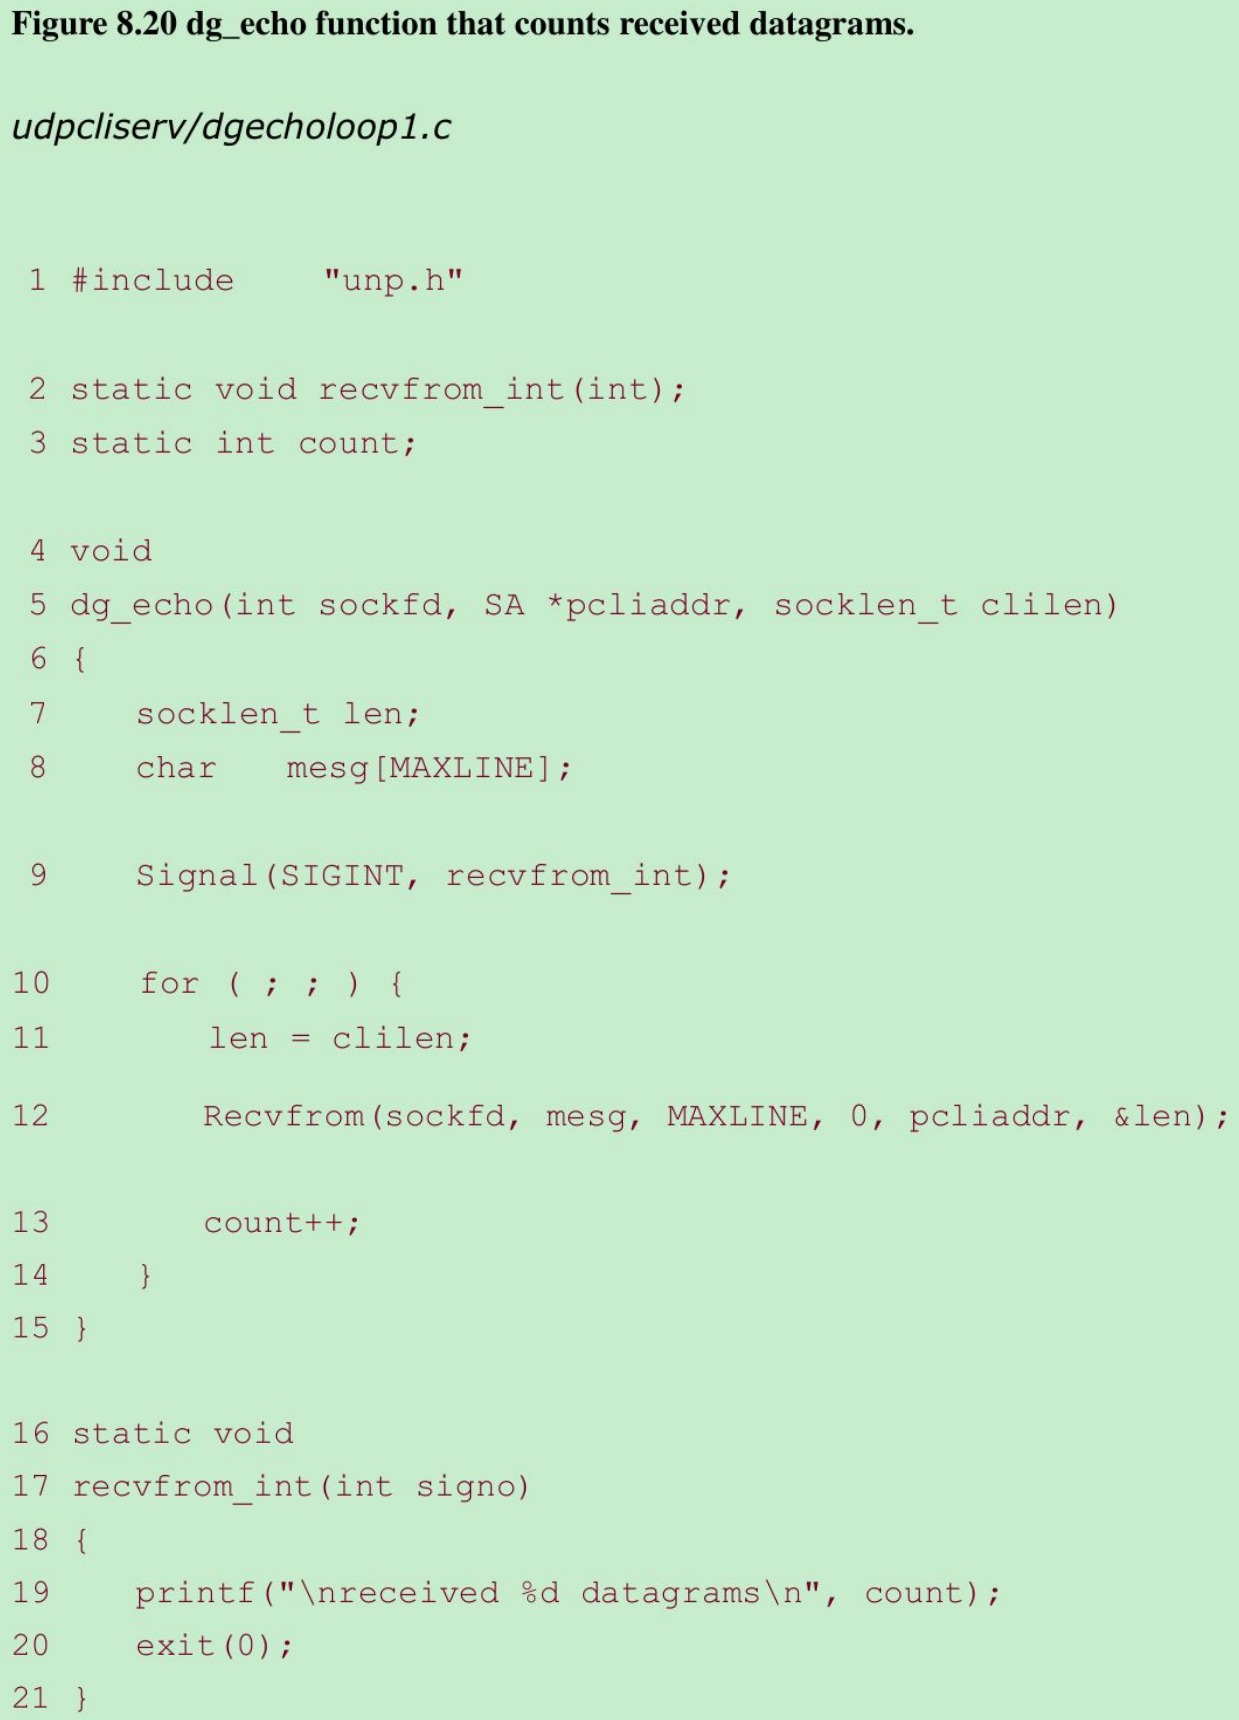 Figure 8.20 dg_echo function that counts received datagrams.
udpcliserv/dgecholoop1.c
1 #include    "unp.h"
2 static void recvfrom_int(int);
3 static int count;
4 void
5 dg_echo(int sockfd, SA *pcliaddr, socklen_t clilen)
6 {
7     socklen_t len;
8     char    mesg[MAXLINE];
9     Signal(SIGINT, recvfrom_int);
10     for ( ; ; ) {
11         len = clilen;
12         Recvfrom(sockfd, mesg, MAXLINE, 0, pcliaddr, &len);
13         count++;
14     }
15 }
16 static void
17 recvfrom_int(int signo)
18 {
19     printf("\nreceived %d datagrams\n", count);
20     exit(0);
21 }